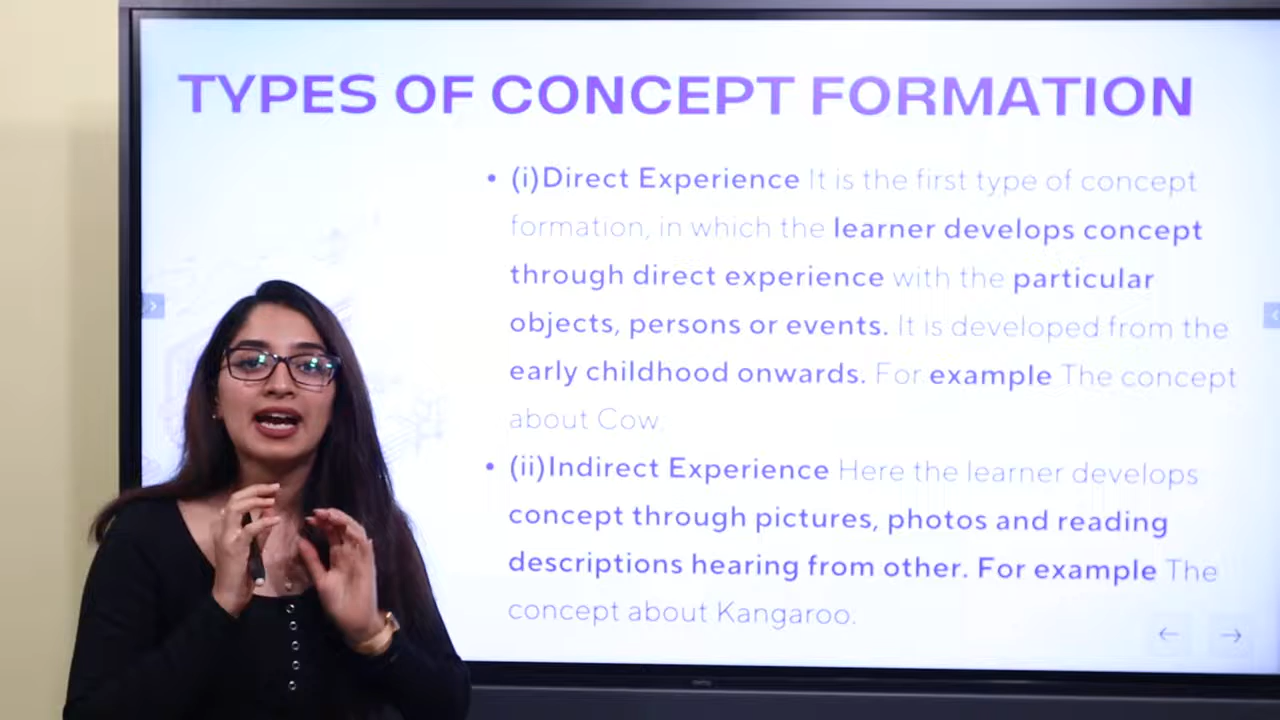 TYPES OF CONCEPT FORMATION
• (i)Direct Experience It is the first type of concept
formation, in which the learner develops concept
through direct experience with the particular
objects, persons or events. It is developed from the
early childhood onwards. For example The concept
about Cow.
• (ii)Indirect Experience Here the learner develops
concept through pictures, photos and reading
descriptions hearing from other. For example The
concept about Kangaroo.